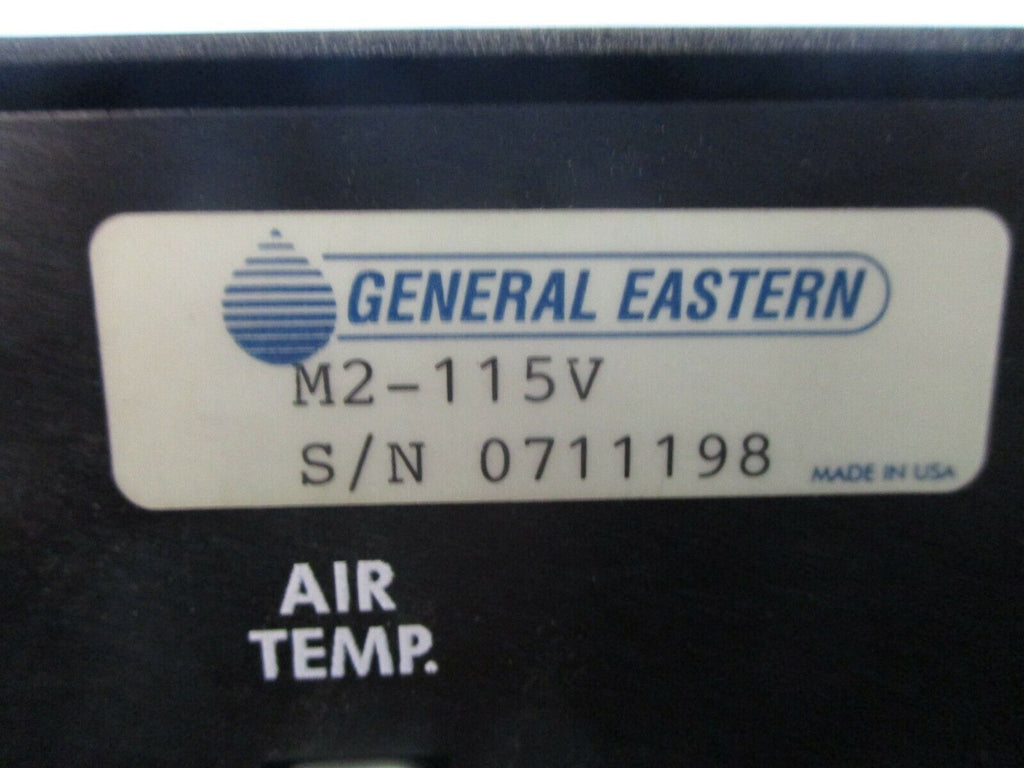 GENERAL EASTERN
M2-115V
S/N 0711198
MADE IN USA
AIR
TEMP.